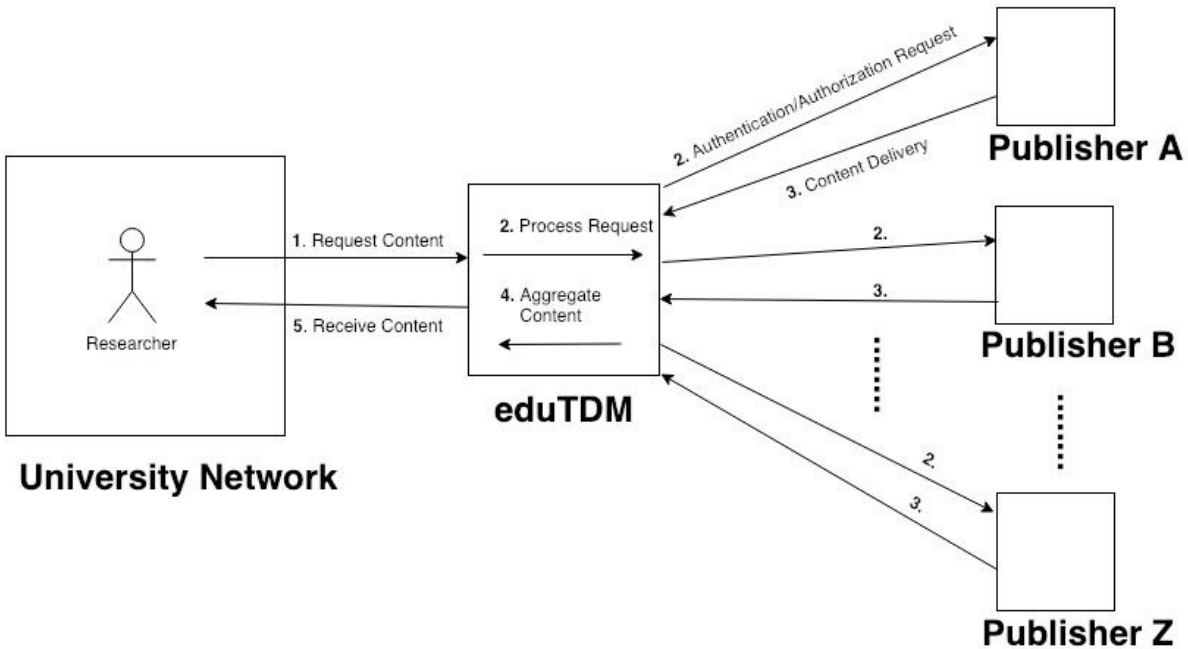 2. Authentication/Authorization Request
3. Content Delivery
Publisher A
1. Request Content
2. Process Request
2.
4. Aggregate
Content
3.
5. Receive Content
Researcher
Publisher B
eduTDM
University Network
2.
3.
Publisher Z